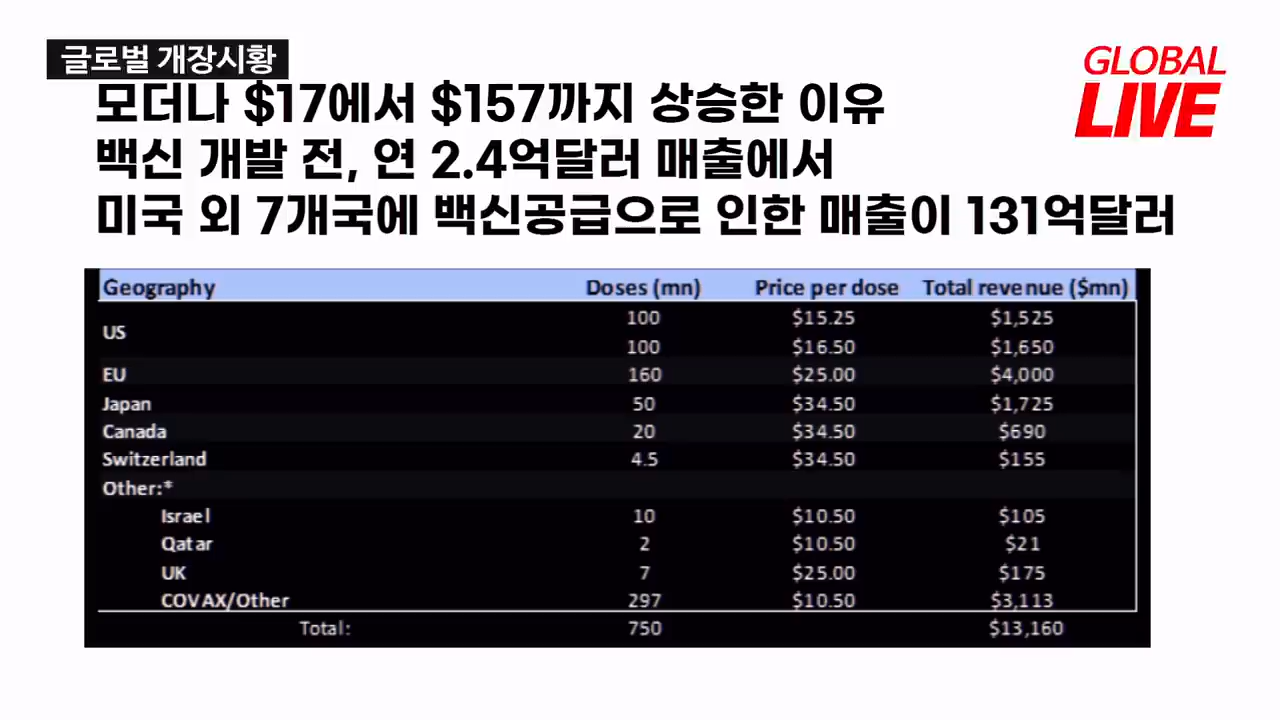 글로벌 개장시황
GLOBAL
LIVE
모더나 $17에서 $157까지 상승한 이유
백신 개발 전, 연 2.4억달러 매출에서
미국 외 7개국에 백신공급으로 인한 매출이 131억달러
Geography Doses (mn) Price per dose Total revenue ($mn)
US 100 $15.25 $1,525
100 $16.50 $1,650
EU 160 $25.00 $4,000
Japan 50 $34.50 $1,725
Canada 20 $34.50 $690
Switzerland 4.5 $34.50 $155
Other:*
Israel 10 $10.50 $105
Qatar 2 $10.50 $21
UK 7 $25.00 $175
COVAX/Other 297 $10.50 $3,113
Total: 750 $13,160